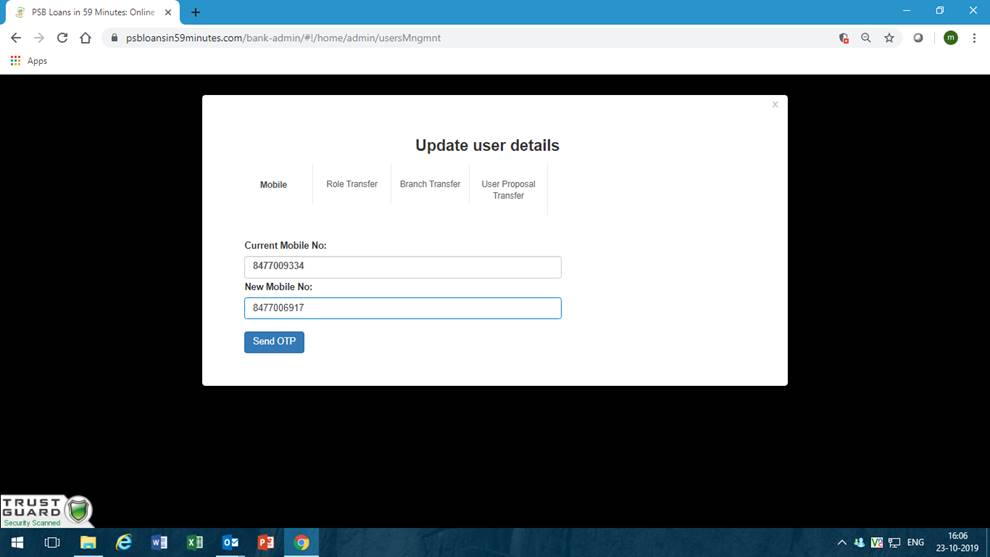 PSB Loans in 59 Minutes: Online
psbloansin59minutes.com/bank-admin/#!/home/admin/usersMngmnt
m
Apps
x
Update user details
Mobile
Role Transfer
Branch Transfer
User Proposal
Transfer
Current Mobile No:
8477009334
New Mobile No:
8477006917
Send OTP
TRUST
GUARD
Security Scanned
ENG
16:06
23-10-2019